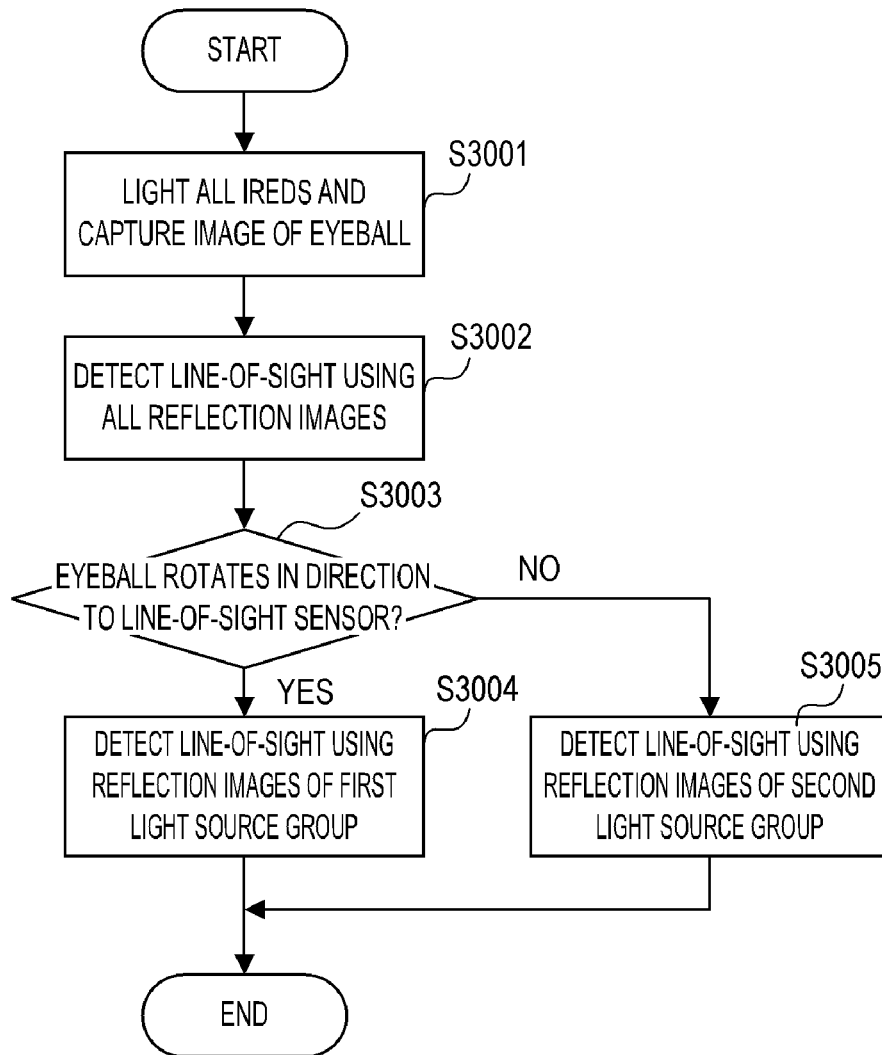 START
S3001
LIGHT ALL IREDS AND
CAPTURE IMAGE OF EYEBALL
S3002
DETECT LINE-OF-SIGHT USING
ALL REFLECTION IMAGES
S3003
EYEBALL ROTATES IN DIRECTION
TO LINE-OF-SIGHT SENSOR?
NO
YES
S3004
DETECT LINE-OF-SIGHT USING
REFLECTION IMAGES OF FIRST
LIGHT SOURCE GROUP
S3005
DETECT LINE-OF-SIGHT USING
REFLECTION IMAGES OF SECOND
LIGHT SOURCE GROUP
END